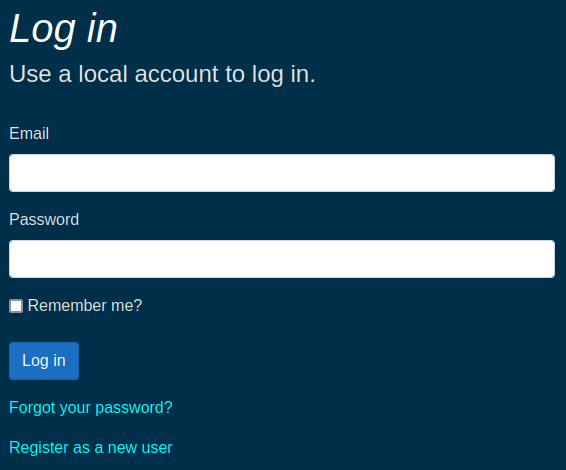 Log in
Use a local account to log in.
Email
Password
Remember me?
Log in
Forgot your password?
Register as a new user